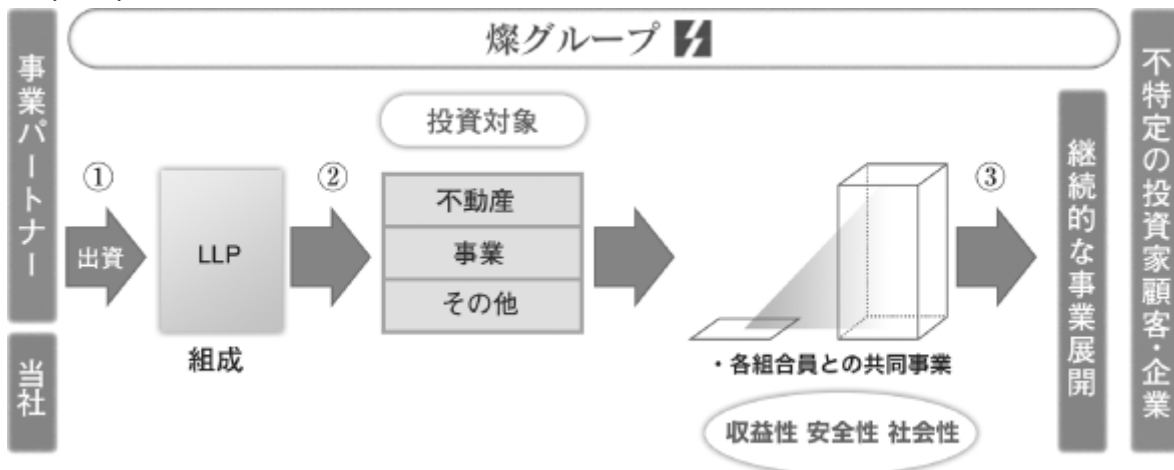 燦グループ
事業パートナー
当社
①
出資
LLP
組成
②
投資対象
不動産
事業
その他
・各組合員との共同事業
収益性 安全性 社会性
③
継続的な事業展開
不特定の投資家顧客・企業